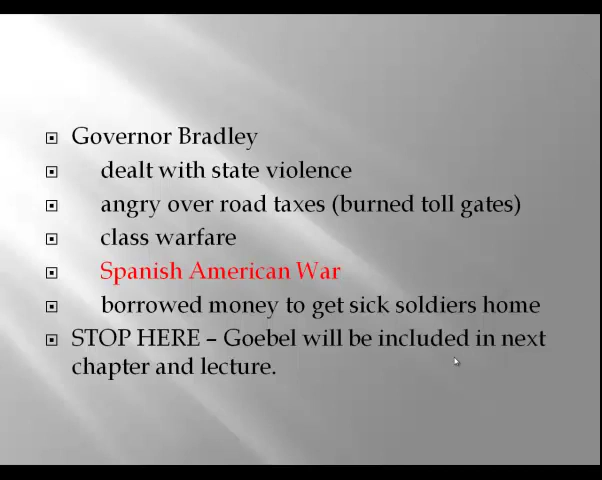 Governor Bradley
dealt with state violence
angry over road taxes (burned toll gates)
class warfare
Spanish American War
borrowed money to get sick soldiers home
STOP HERE – Goebel will be included in next
chapter and lecture.